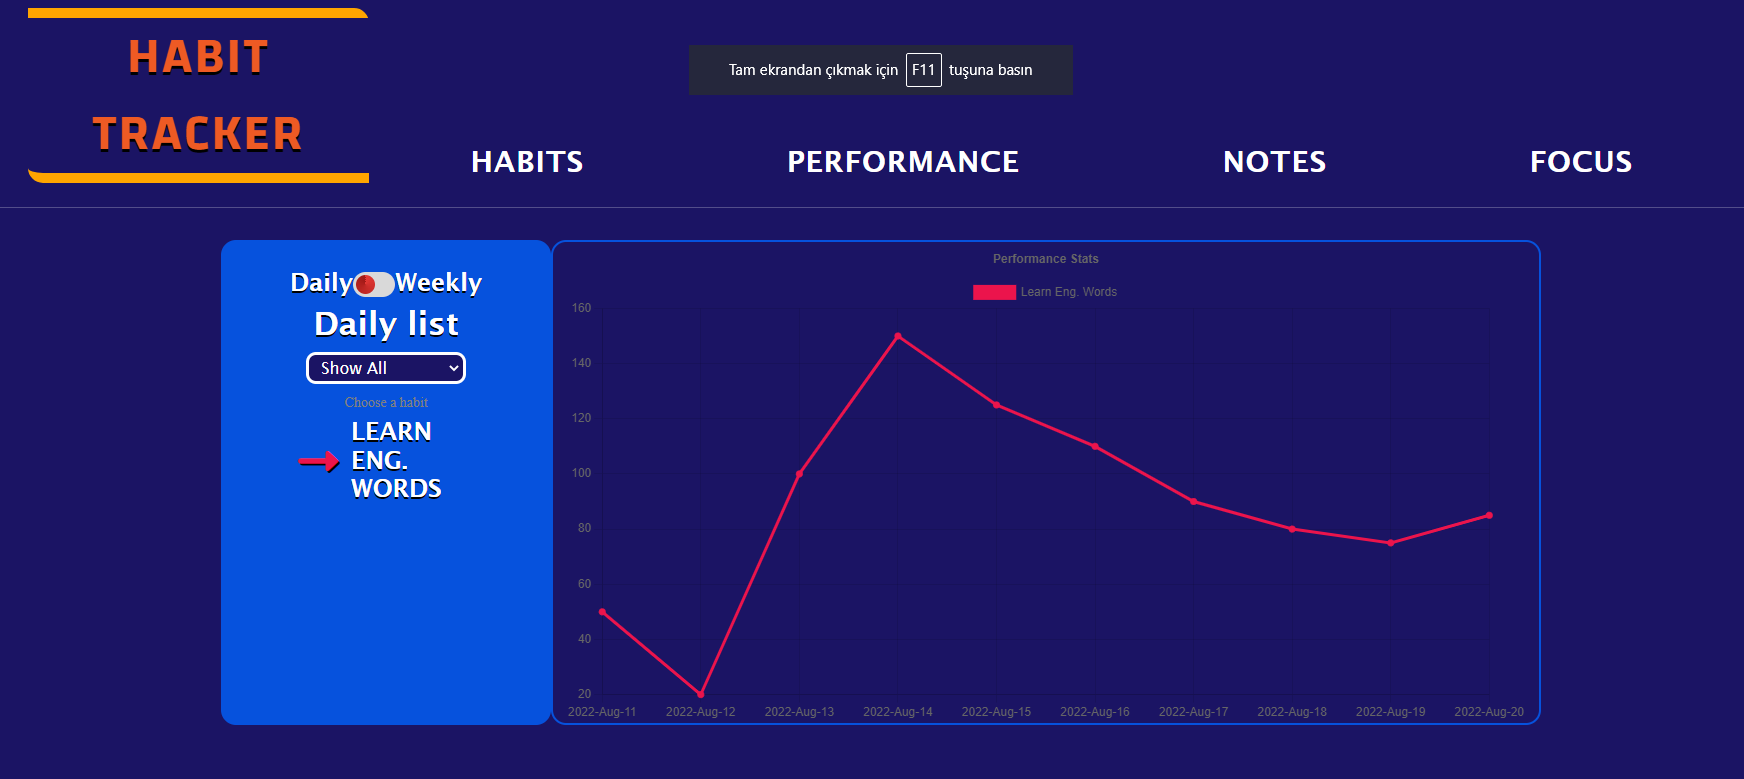 HABIT
TRACKER
Tam ekrandan çıkmak için F11 tuşuna basın
HABITS
PERFORMANCE
NOTES
FOCUS
Daily Weekly
Daily list
Show All
Choose a habit
LEARN
ENG.
WORDS
Performance Stats
Learn Eng. Words
160
140
120
100
80
60
40
20
2022-Aug-11
2022-Aug-12
2022-Aug-13
2022-Aug-14
2022-Aug-15
2022-Aug-16
2022-Aug-17
2022-Aug-18
2022-Aug-19
2022-Aug-20